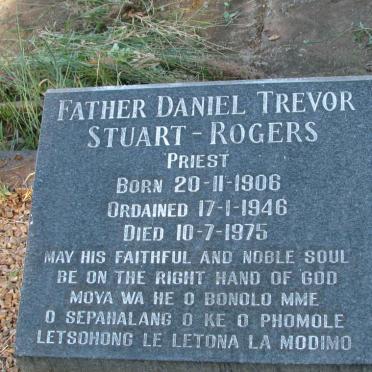 Father Daniel Trevor
Stuart-Rogers
Priest
Born 20-11-1906
Ordained 17-1-1946
Died 10-7-1975
MAY HIS FAITHFUL AND NOBLE SOUL
BE ON THE RIGHT HAND OF GOD
MOYA WA HE O BONOLO MME
O SEPAHALANG O KE O PHOMOLE
LETSOHONG LE LETONA LA MODIMO